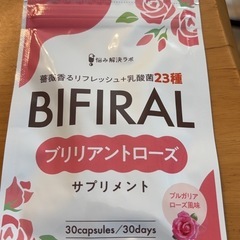 悩み解決ラボ
薔薇香るリフレッシュ+乳酸菌23種
BIFIRAL
ブリリアントローズ
サプリメント
ブルガリア
ローズ風味
30capsules/30days